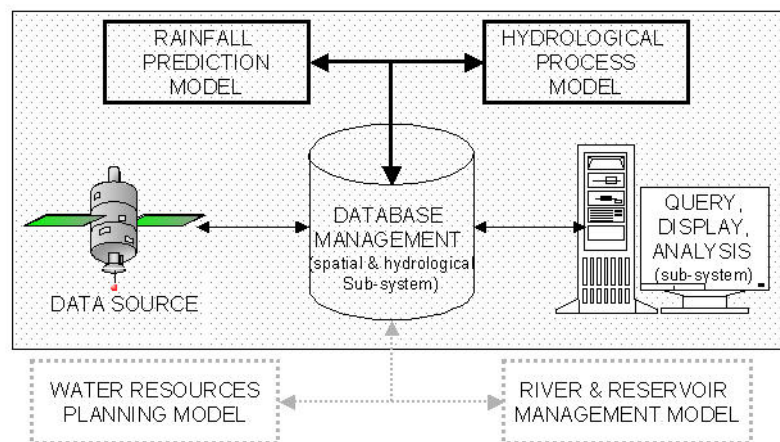 RAINFALL
PREDICTION
MODEL
HYDROLOGICAL
PROCESS
MODEL
DATA SOURCE
DATABASE
MANAGEMENT
(spatial & hydrological
Sub-system)
QUERY,
DISPLAY,
ANALYSIS
(sub-system)
WATER RESOURCES
PLANNING MODEL
RIVER & RESERVOIR
MANAGEMENT MODEL